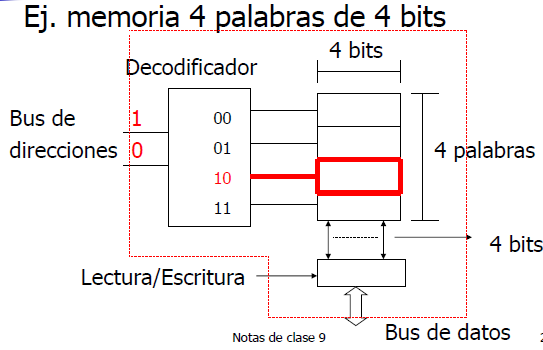 Ej. memoria 4 palabras de 4 bits
4 bits
Decodificador
Bus de
direcciones
1
0
00
01
10
11
4 palabras
4 bits
Lectura/Escritura
Notas de clase 9
Bus de datos
2